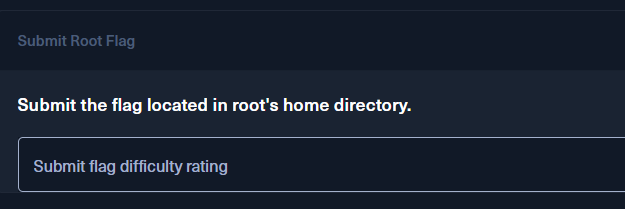 Submit Root Flag
Submit the flag located in root's home directory.
Submit flag difficulty rating